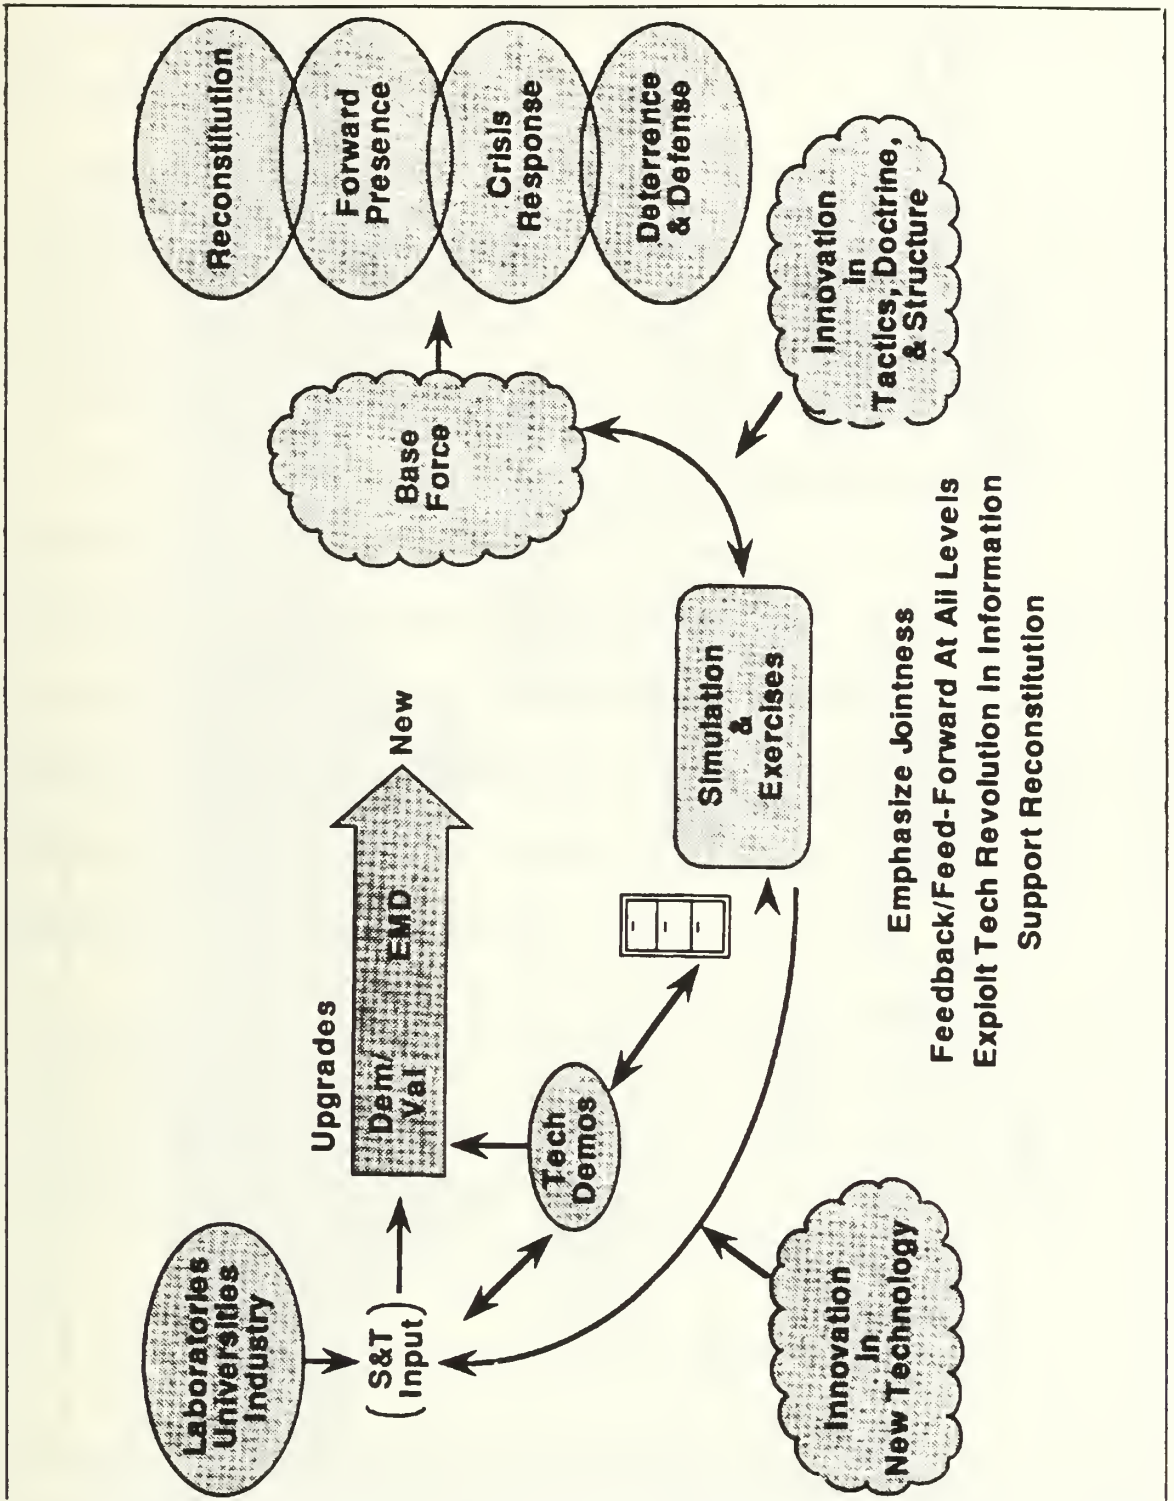 Laboratories
Universities
Industry
(S&T
Input)
Upgrades
Dem/
Val
EMD
New
Tech
Demos
Innovation
In
New Technology
Simulation
&
Exercises
Base
Force
Reconstitution
Forward
Presence
Crisis
Response
Deterrence
& Defense
Innovation
in
Tactics, Doctrine,
& Structure
Emphasize Jointness
Feedback/Feed-Forward At All Levels
Exploit Tech Revolution In Information
Support Reconstitution